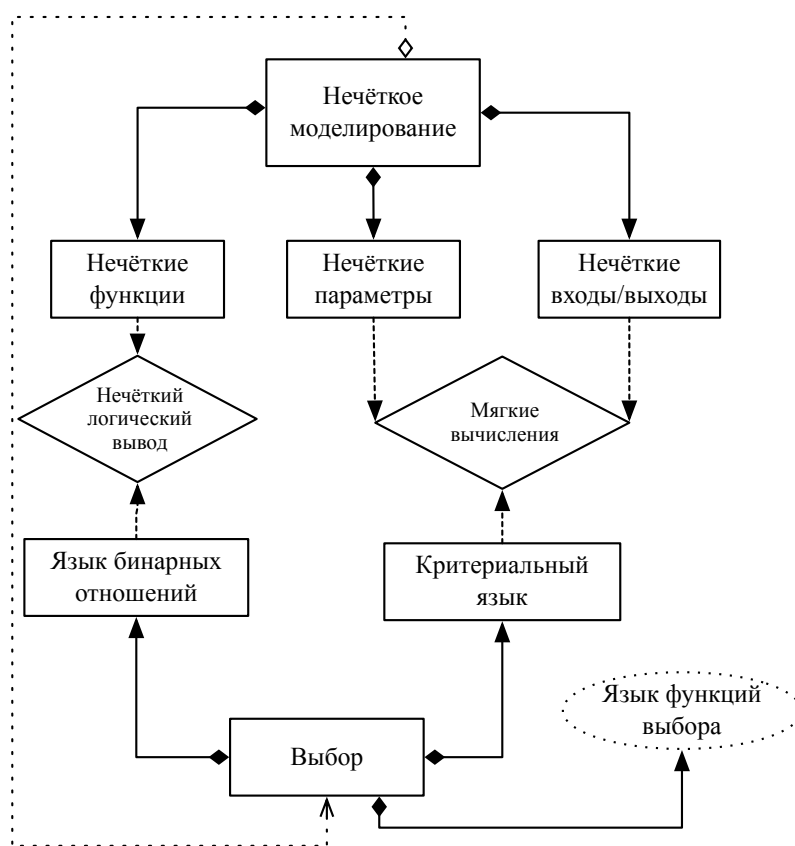 Нечёткое
моделирование
Нечёткие
функции
Нечёткие
параметры
Нечёткие
входы/выходы
Нечёткий
логический
вывод
Мягкие
вычисления
Язык бинарных
отношений
Критериальный
язык
Язык функций
выбора
Выбор